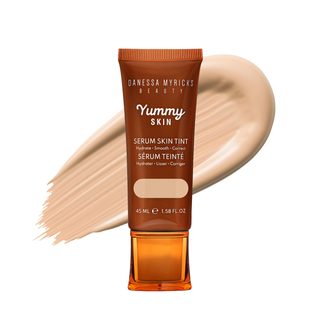 DANESSA MYRICKS
BEAUTY
Yummy
SKIN
SERUM SKIN TINT
Hydrate • Smooth • Correct
SÉRUM TEINTÉ
Hydrater • Lisser • Corriger
45 ML ℮ 1.58 FL. OZ